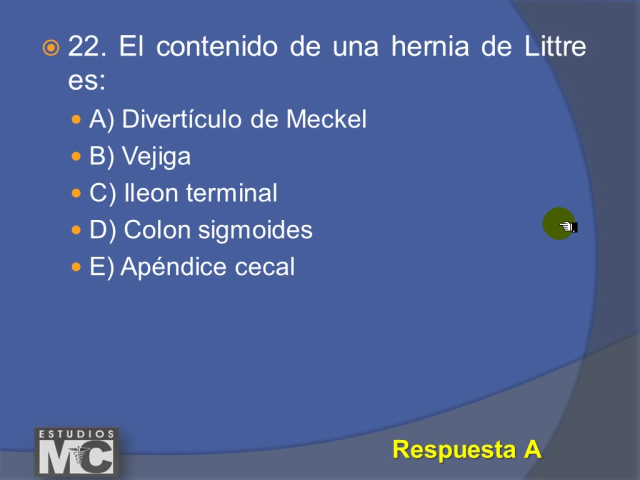 22. El contenido de una hernia de Littre
es:
A) Divertículo de Meckel
B) Vejiga
C) Ileon terminal
D) Colon sigmoides
E) Apéndice cecal
ESTUDIOS
MC
Respuesta A